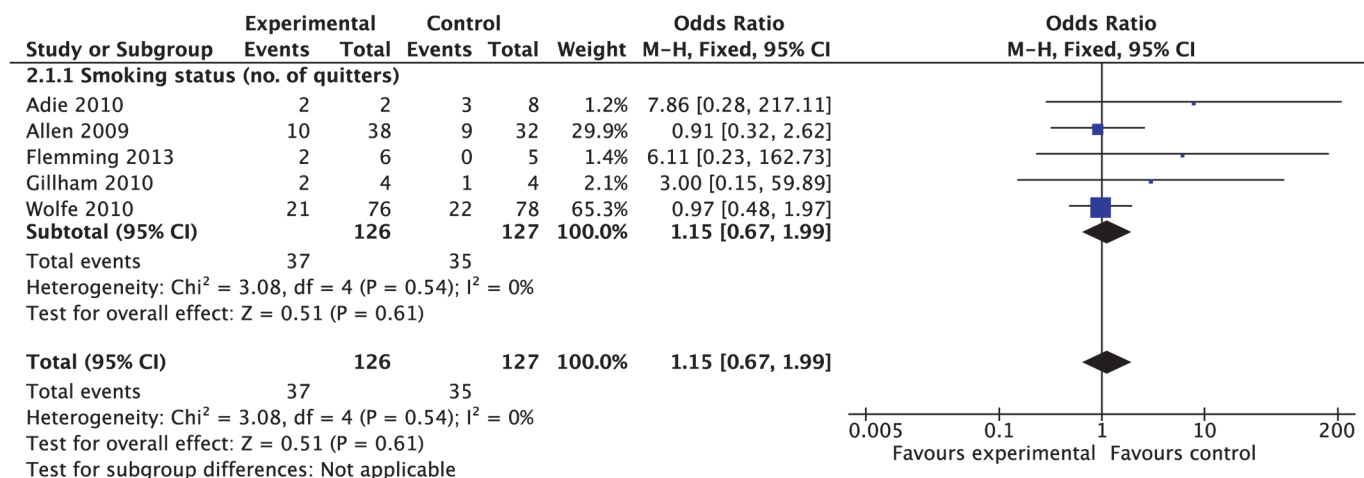 Experimental Control Odds Ratio Odds Ratio
Study or Subgroup Events Total Events Total Weight M-H, Fixed, 95% CI M-H, Fixed, 95% CI
2.1.1 Smoking status (no. of quitters)
Adie 2010 2 2 3 8 1.2% 7.86 [0.28, 217.11]
Allen 2009 10 38 9 32 29.9% 0.91 [0.32, 2.62]
Flemming 2013 2 6 0 5 1.4% 6.11 [0.23, 162.73]
Gillham 2010 2 4 1 4 2.1% 3.00 [0.15, 59.89]
Wolfe 2010 21 76 22 78 65.3% 0.97 [0.48, 1.97]
Subtotal (95% CI) 126 127 100.0% 1.15 [0.67, 1.99]
Total events 37 35
Heterogeneity: Chi² = 3.08, df = 4 (P = 0.54); I² = 0%
Test for overall effect: Z = 0.51 (P = 0.61)
Total (95% CI) 126 127 100.0% 1.15 [0.67, 1.99]
Total events 37 35
Heterogeneity: Chi² = 3.08, df = 4 (P = 0.54); I² = 0%
Test for overall effect: Z = 0.51 (P = 0.61)
Test for subgroup differences: Not applicable
0.005 0.1 1 10 200
Favours experimental Favours control